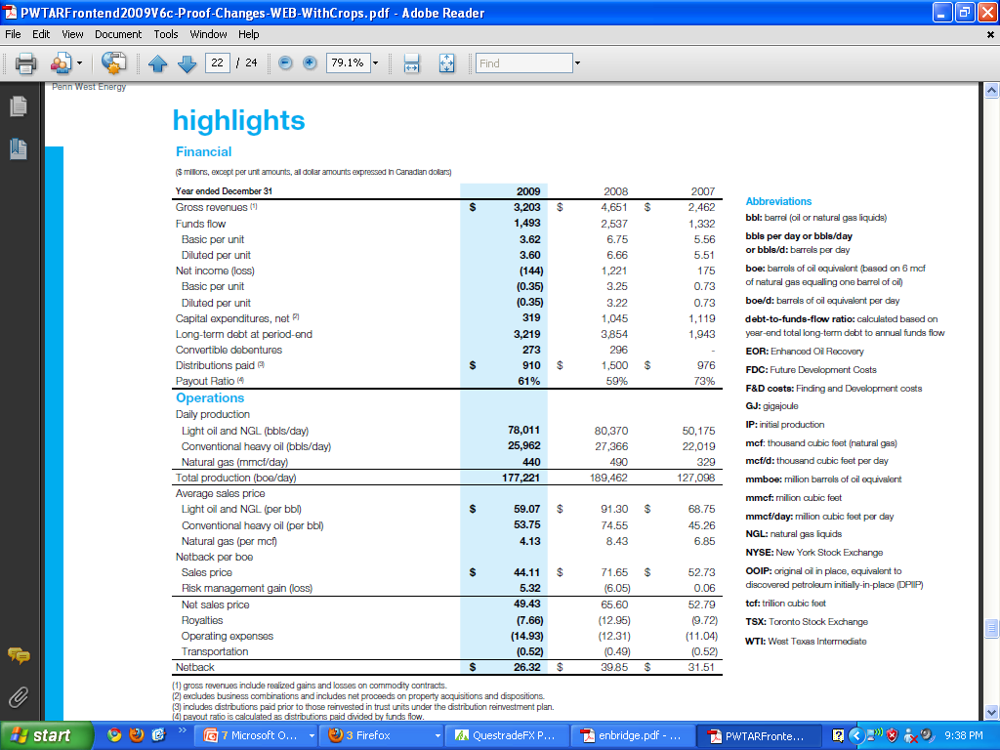 PWTARFrontend2009V6c-Proof-Changes-WEB-WithCrops.pdf - Adobe Reader
File Edit View Document Tools Window Help
22 / 24 79.1% Find
Penn West Energy
highlights
Financial
($ millions, except per unit amounts, all dollar amounts expressed in Canadian dollars)
Year ended December 31 2009 2008 2007
Gross revenues (1) $ 3,203 $ 4,651 $ 2,462
Funds flow 1,493 2,537 1,332
Basic per unit 3.62 6.75 5.56
Diluted per unit 3.60 6.66 5.51
Net income (loss) (144) 1,221 175
Basic per unit (0.35) 3.25 0.73
Diluted per unit (0.35) 3.22 0.73
Capital expenditures, net (2) 319 1,045 1,119
Long-term debt at period-end 3,219 3,854 1,943
Convertible debentures 273 296 -
Distributions paid (3) $ 910 $ 1,500 $ 976
Payout Ratio (4) 61% 59% 73%
Operations
Daily production
Light oil and NGL (bbls/day) 78,011 80,370 50,175
Conventional heavy oil (bbls/day) 25,962 27,366 22,019
Natural gas (mmcf/day) 440 490 329
Total production (boe/day) 177,221 189,462 127,098
Average sales price
Light oil and NGL (per bbl) $ 59.07 $ 91.30 $ 68.75
Conventional heavy oil (per bbl) 53.75 74.55 45.26
Natural gas (per mcf) 4.13 8.43 6.85
Netback per boe
Sales price $ 44.11 $ 71.65 $ 52.73
Risk management gain (loss) 5.32 (6.05) 0.06
Net sales price 49.43 65.60 52.79
Royalties (7.66) (12.95) (9.72)
Operating expenses (14.93) (12.31) (11.04)
Transportation (0.52) (0.49) (0.52)
Netback $ 26.32 $ 39.85 $ 31.51
(1) gross revenues include realized gains and losses on commodity contracts.
(2) excludes business combinations and includes net proceeds on property acquisitions and dispositions.
(3) includes distributions paid prior to those reinvested in trust units under the distribution reinvestment plan.
(4) payout ratio is calculated as distributions paid divided by funds flow.
Abbreviations
bbl: barrel (oil or natural gas liquids)
bbls per day or bbls/day
or bbls/d: barrels per day
boe: barrels of oil equivalent (based on 6 mcf
of natural gas equalling one barrel of oil)
boe/d: barrels of oil equivalent per day
debt-to-funds-flow ratio: calculated based on
year-end total long-term debt to annual funds flow
EOR: Enhanced Oil Recovery
FDC: Future Development Costs
F&D costs: Finding and Development costs
GJ: gigajoule
IP: initial production
mcf: thousand cubic feet (natural gas)
mcf/d: thousand cubic feet per day
mmboe: million barrels of oil equivalent
mmcf: million cubic feet
mmcf/day: million cubic feet per day
NGL: natural gas liquids
NYSE: New York Stock Exchange
OOIP: original oil in place, equivalent to
discovered petroleum initially-in-place (DPIIP)
tcf: trillion cubic feet
TSX: Toronto Stock Exchange
WTI: West Texas Intermediate
start 7 Microsoft O... 3 Firefox QuestradeFX P... enbridge.pdf - ... PWTARFronte... 9:38 PM